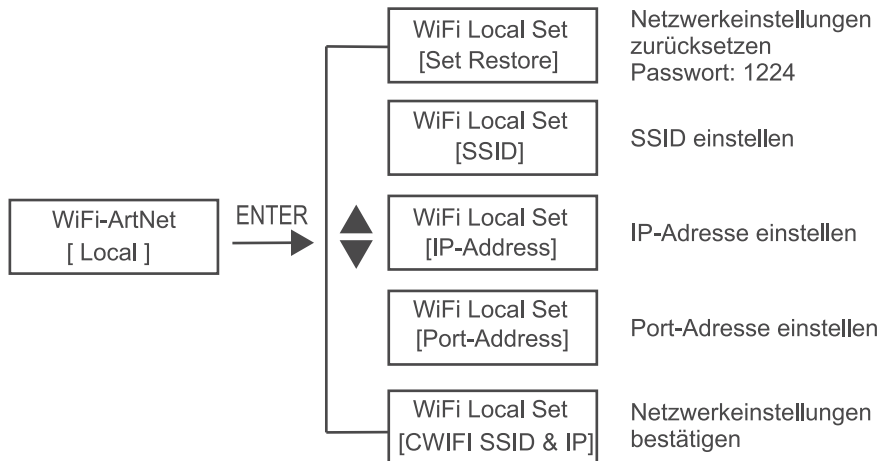 WiFi Local Set
[Set Restore]
Netzwerkeinstellungen
zurücksetzen
Passwort: 1224
WiFi Local Set
[SSID]
SSID einstellen
WiFi-ArtNet
[ Local ]
ENTER
WiFi Local Set
[IP-Address]
IP-Adresse einstellen
WiFi Local Set
[Port-Address]
Port-Adresse einstellen
WiFi Local Set
[CWIFI SSID & IP]
Netzwerkeinstellungen
bestätigen